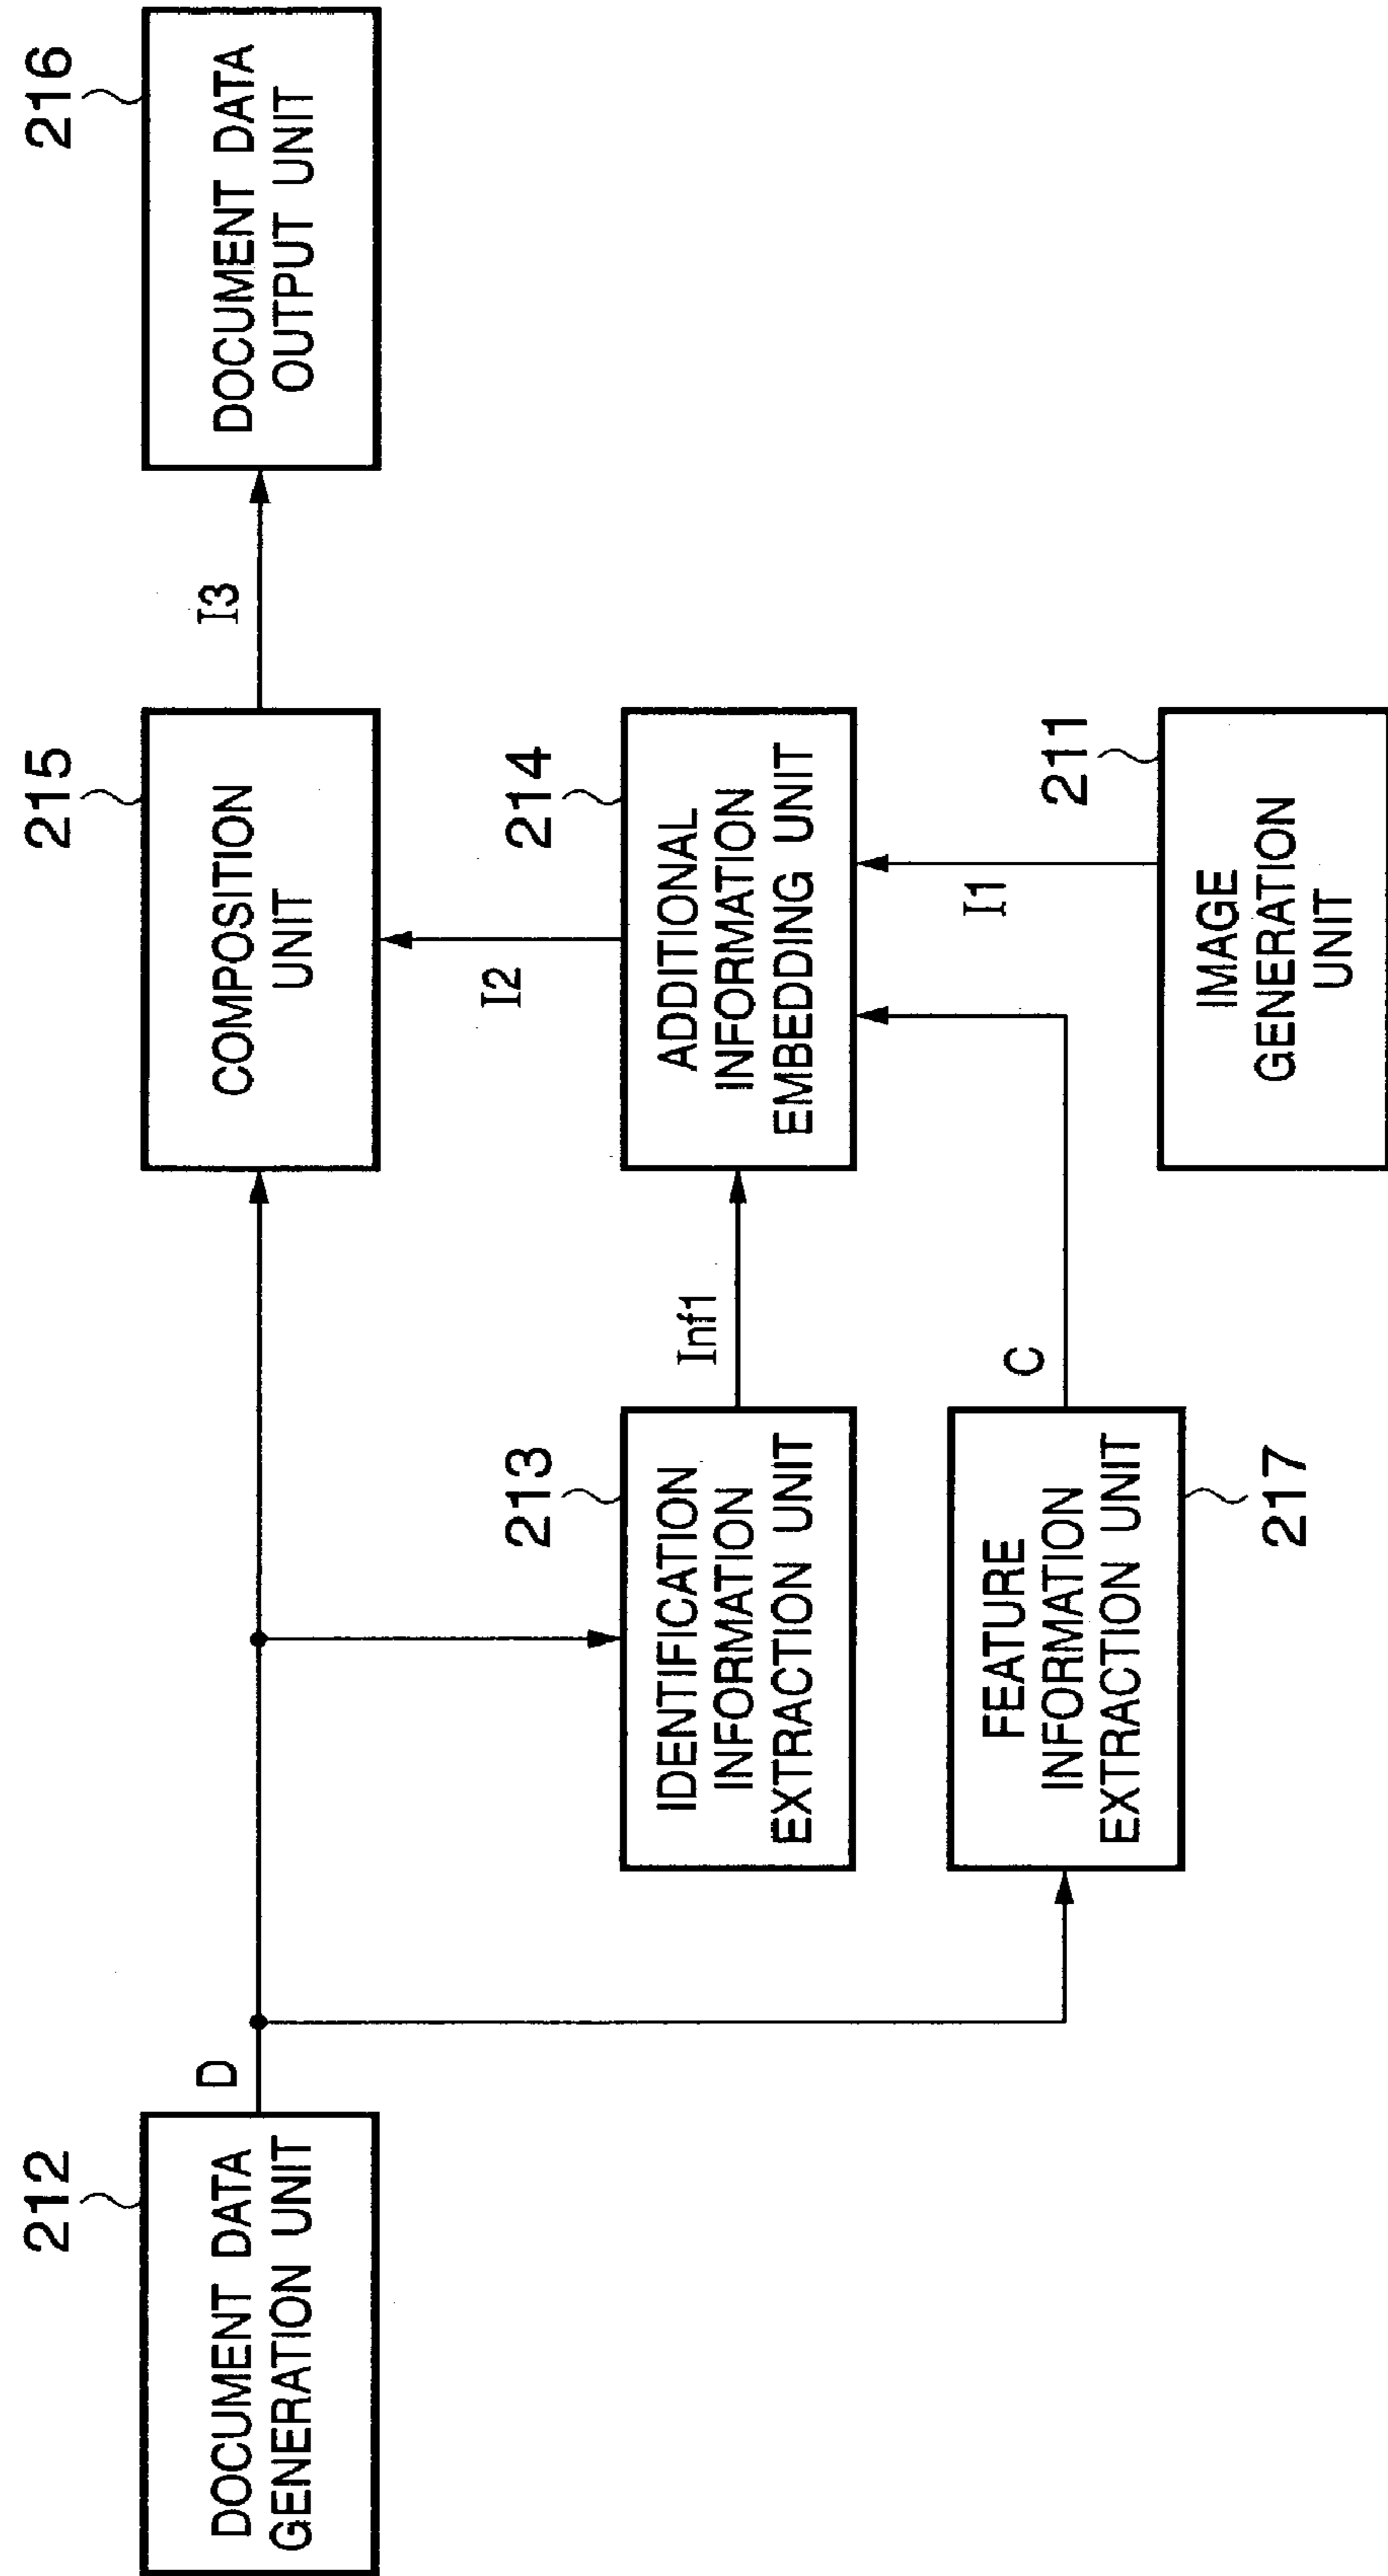 212
DOCUMENT DATA
GENERATION UNIT
D
215
COMPOSITION
UNIT
I3
216
DOCUMENT DATA
OUTPUT UNIT
I2
213
IDENTIFICATION
INFORMATION
EXTRACTION UNIT
Inf1
214
ADDITIONAL
INFORMATION
EMBEDDING UNIT
FEATURE
INFORMATION
EXTRACTION UNIT
217
C
I1
211
IMAGE
GENERATION
UNIT